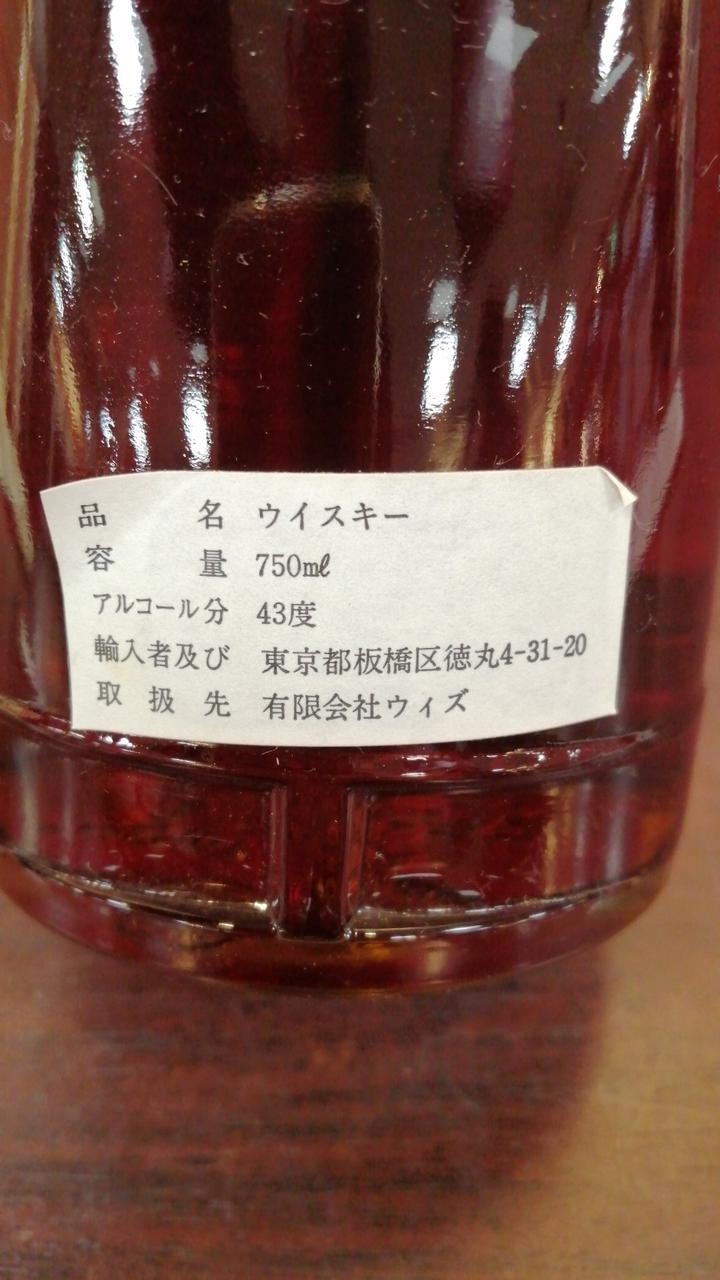 品名 ウイスキー
容量 750㎖
アルコール分 43度
輸入者及び 東京都板橋区徳丸4-31-20
取扱先 有限会社ウィズ